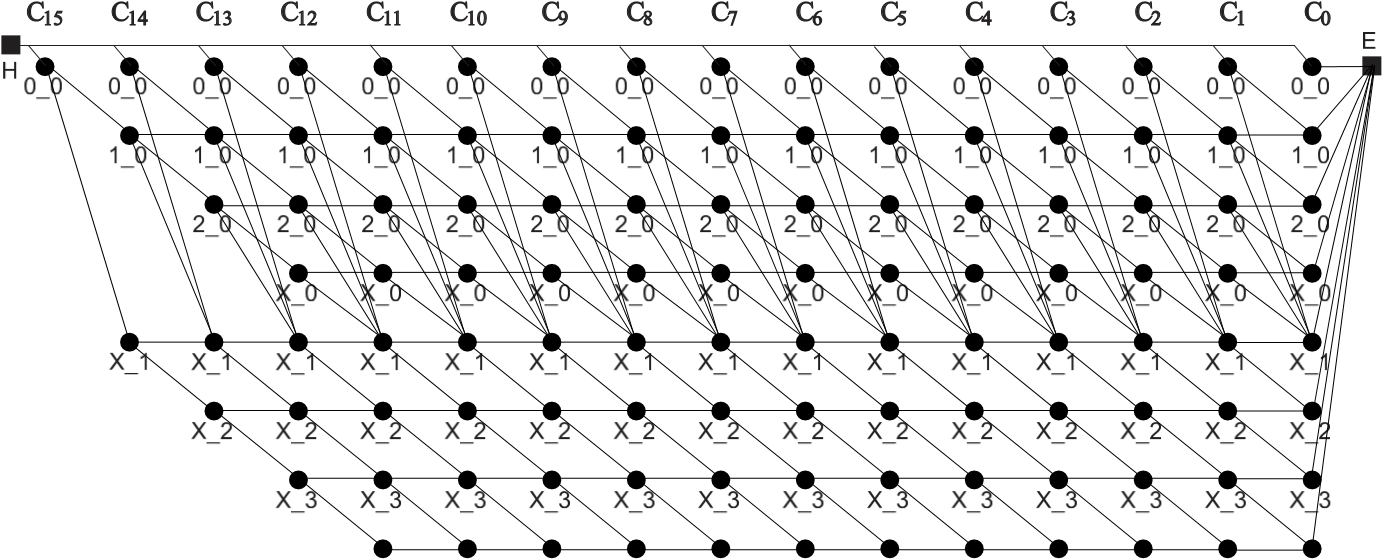 C15 C14 C13 C12 C11 C10 C9 C8 C7 C6 C5 C4 C3 C2 C1 C0
E
H
0_0 0_0 0_0 0_0 0_0 0_0 0_0 0_0 0_0 0_0 0_0 0_0 0_0 0_0 0_0 0_0
1_0 1_0 1_0 1_0 1_0 1_0 1_0 1_0 1_0 1_0 1_0 1_0 1_0 1_0 1_0
2_0 2_0 2_0 2_0 2_0 2_0 2_0 2_0 2_0 2_0 2_0 2_0 2_0 2_0
X_0 X_0 X_0 X_0 X_0 X_0 X_0 X_0 X_0 X_0 X_0 X_0 X_0
X_1 X_1 X_1 X_1 X_1 X_1 X_1 X_1 X_1 X_1 X_1 X_1 X_1 X_1 X_1
X_2 X_2 X_2 X_2 X_2 X_2 X_2 X_2 X_2 X_2 X_2 X_2 X_2 X_2
X_3 X_3 X_3 X_3 X_3 X_3 X_3 X_3 X_3 X_3 X_3 X_3 X_3